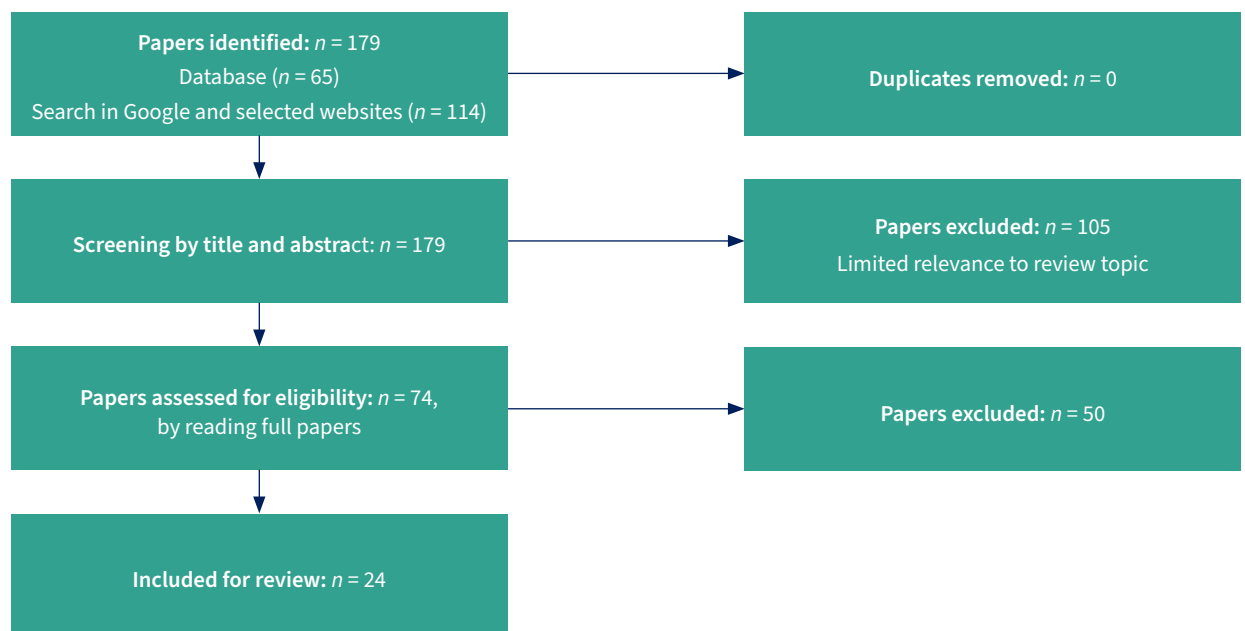 Papers identified: n = 179
Database (n = 65)
Search in Google and selected websites (n = 114)
Duplicates removed: n = 0
Screening by title and abstract: n = 179
Papers excluded: n = 105
Limited relevance to review topic
Papers assessed for eligibility: n = 74,
by reading full papers
Papers excluded: n = 50
Included for review: n = 24